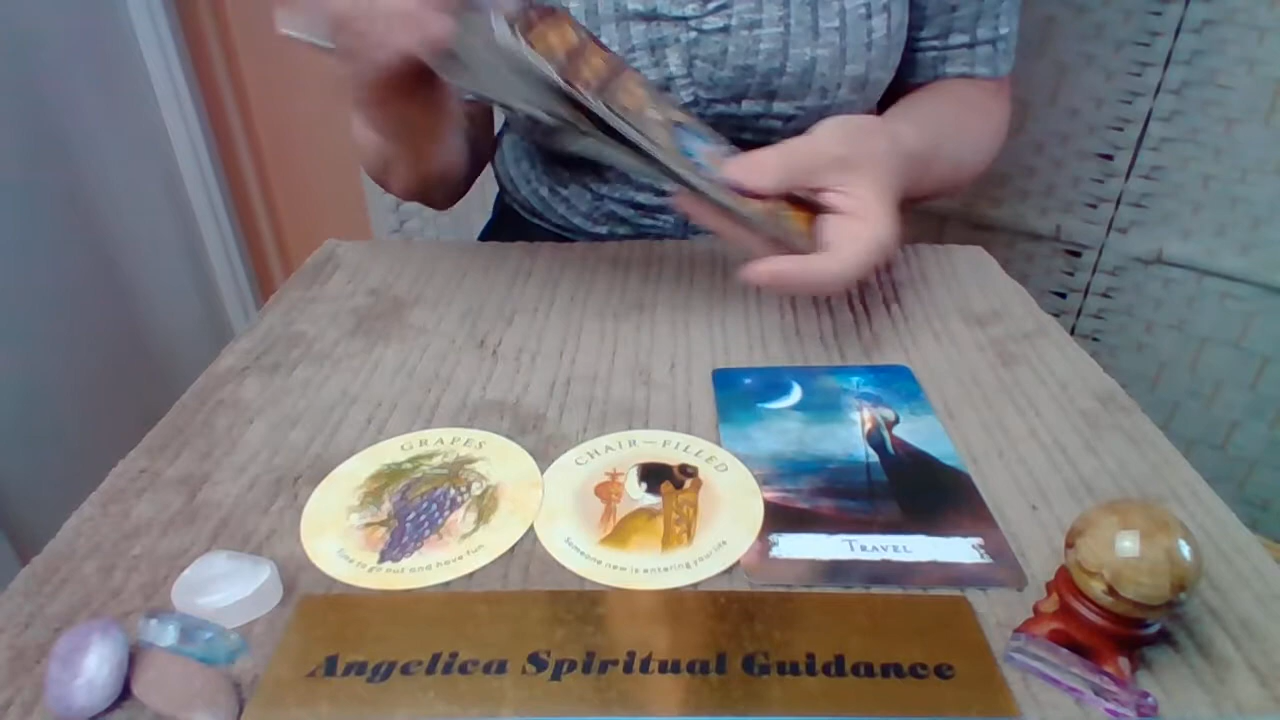 GRAPES
Time to go out and have fun
CHAIR—FILLED
Someone new is entering your life
TRAVEL
Angelica Spiritual Guidance